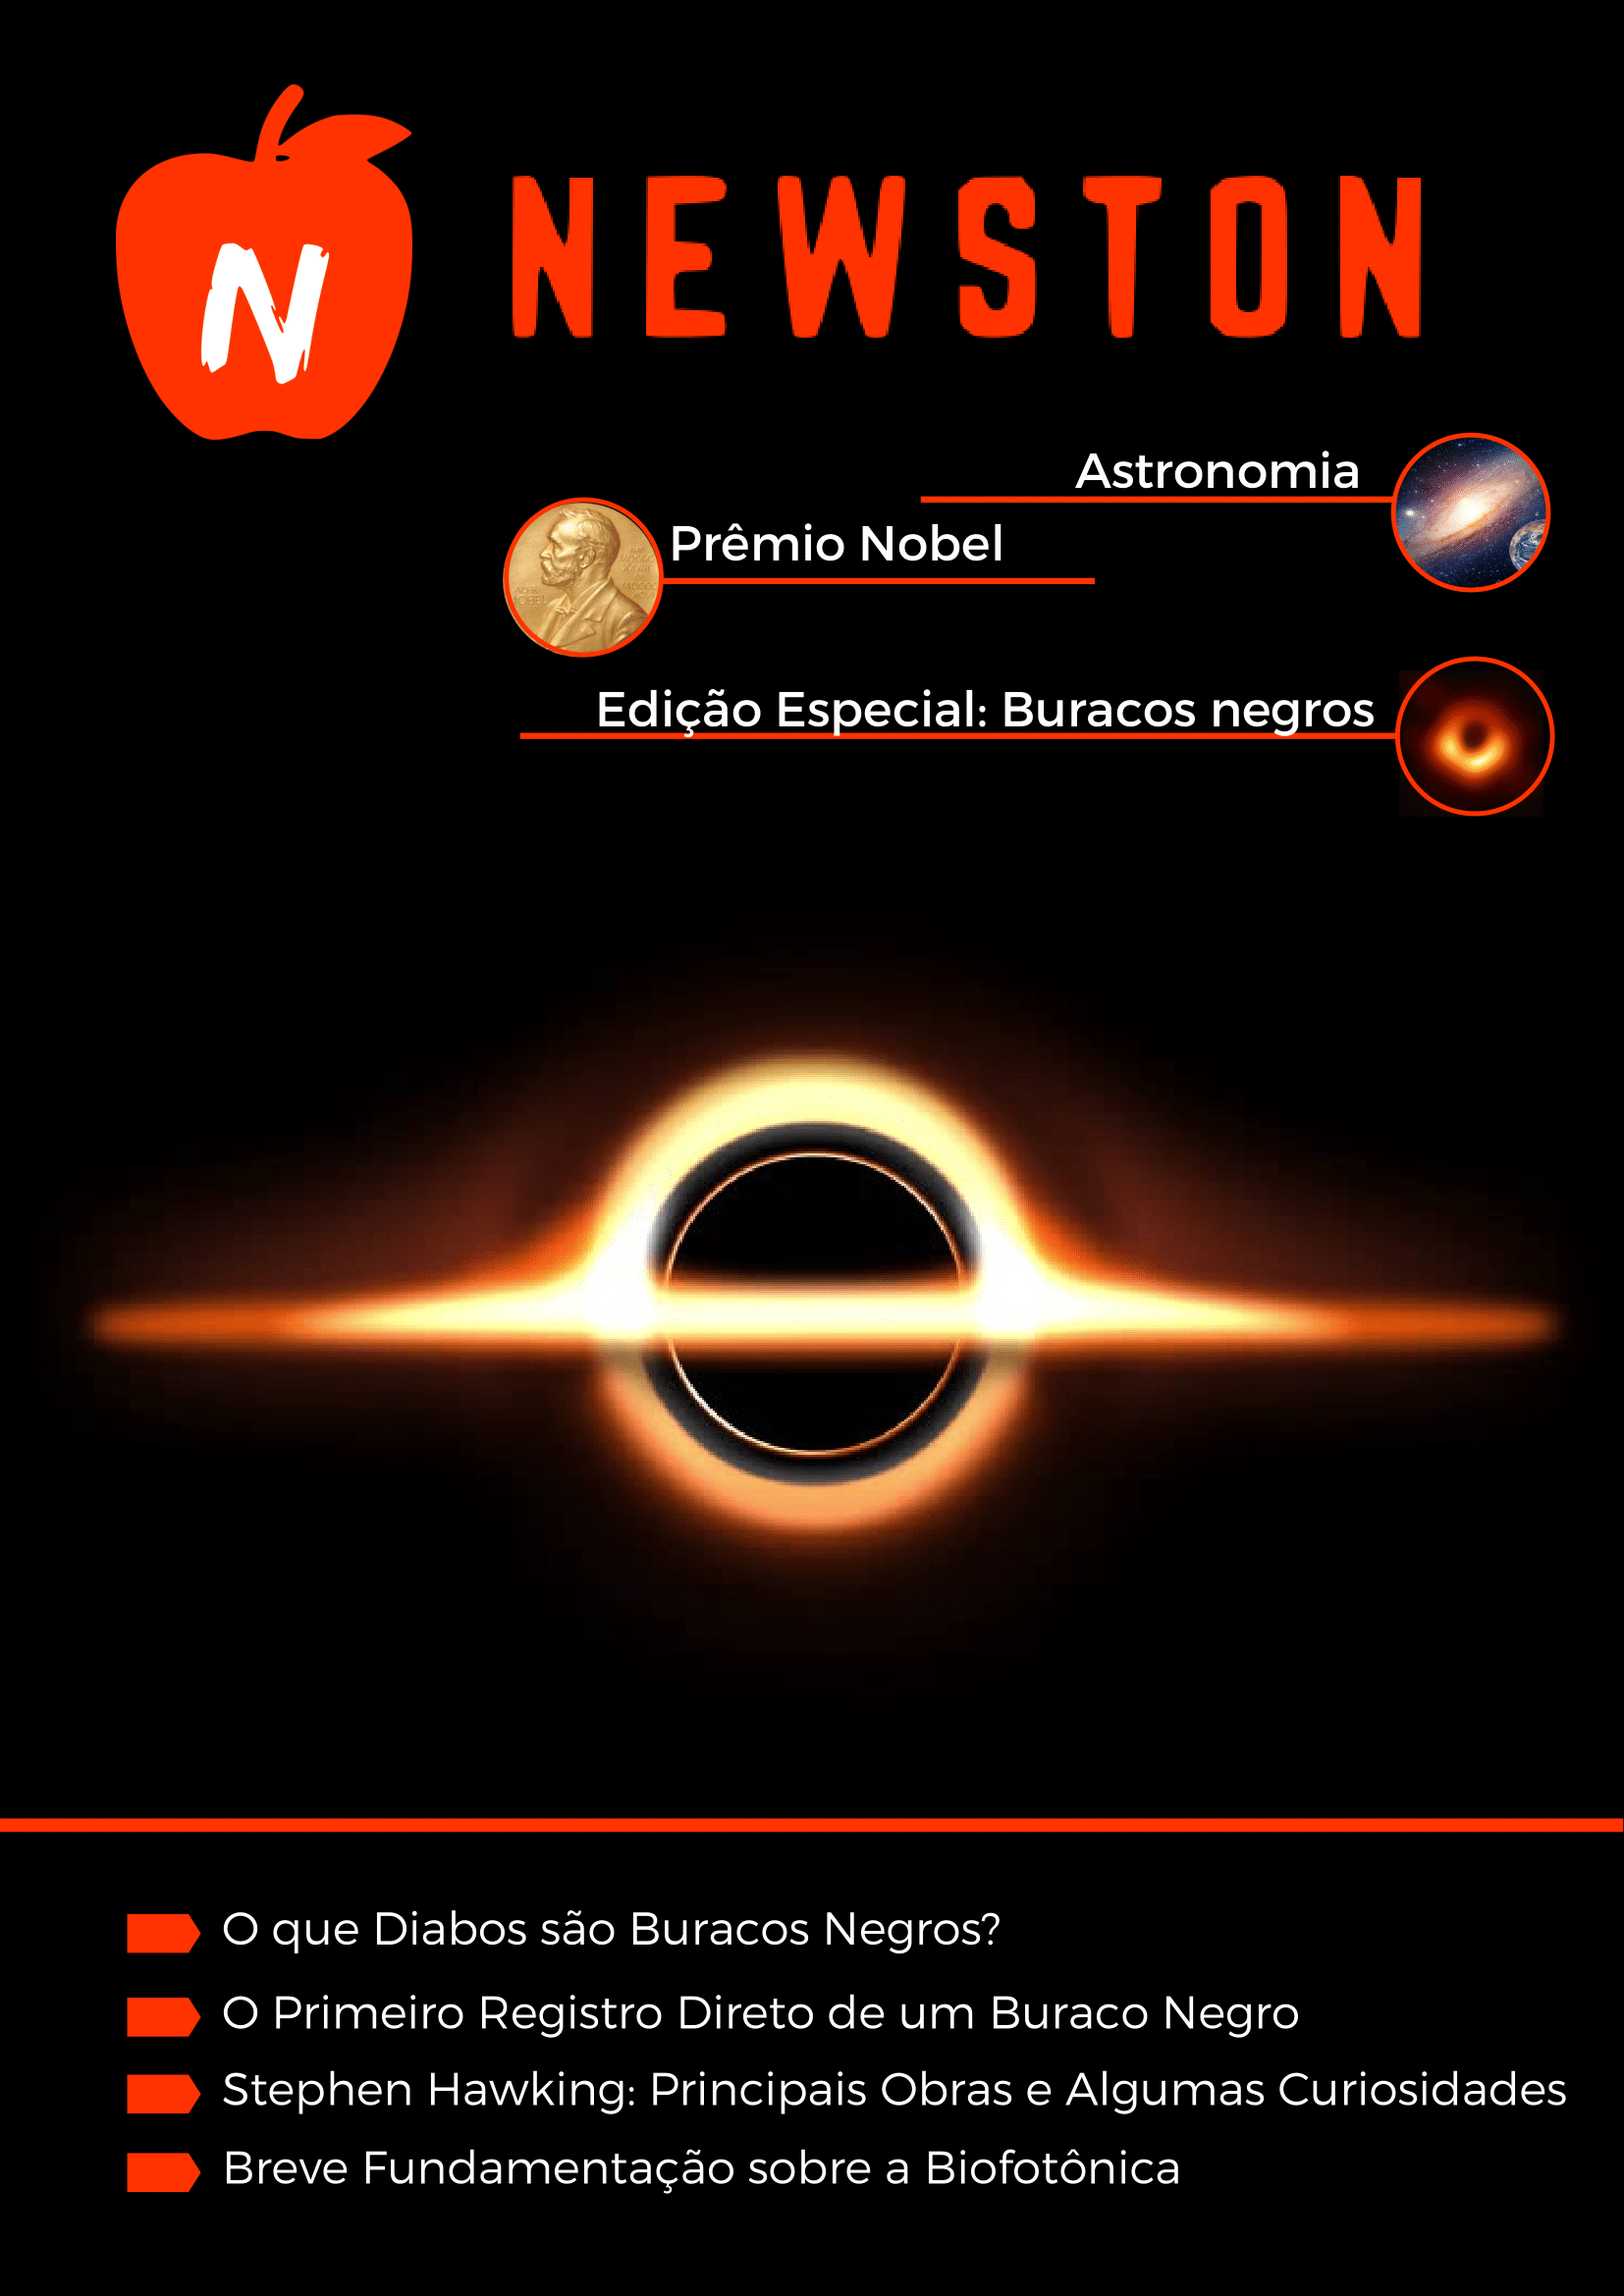 N
NEWSTON
Astronomia
Prêmio Nobel
Edição Especial: Buracos negros
O que Diabos são Buracos Negros?
O Primeiro Registro Direto de um Buraco Negro
Stephen Hawking: Principais Obras e Algumas Curiosidades
Breve Fundamentação sobre a Biofotônica